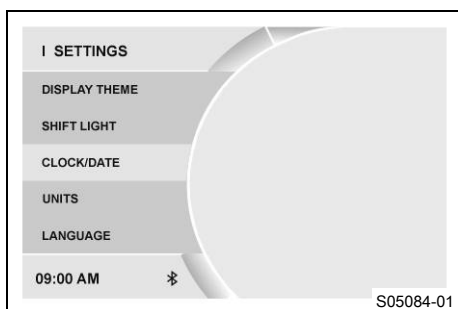 I SETTINGS
DISPLAY THEME
SHIFT LIGHT
CLOCK/DATE
UNITS
LANGUAGE
09:00 AM
S05084-01